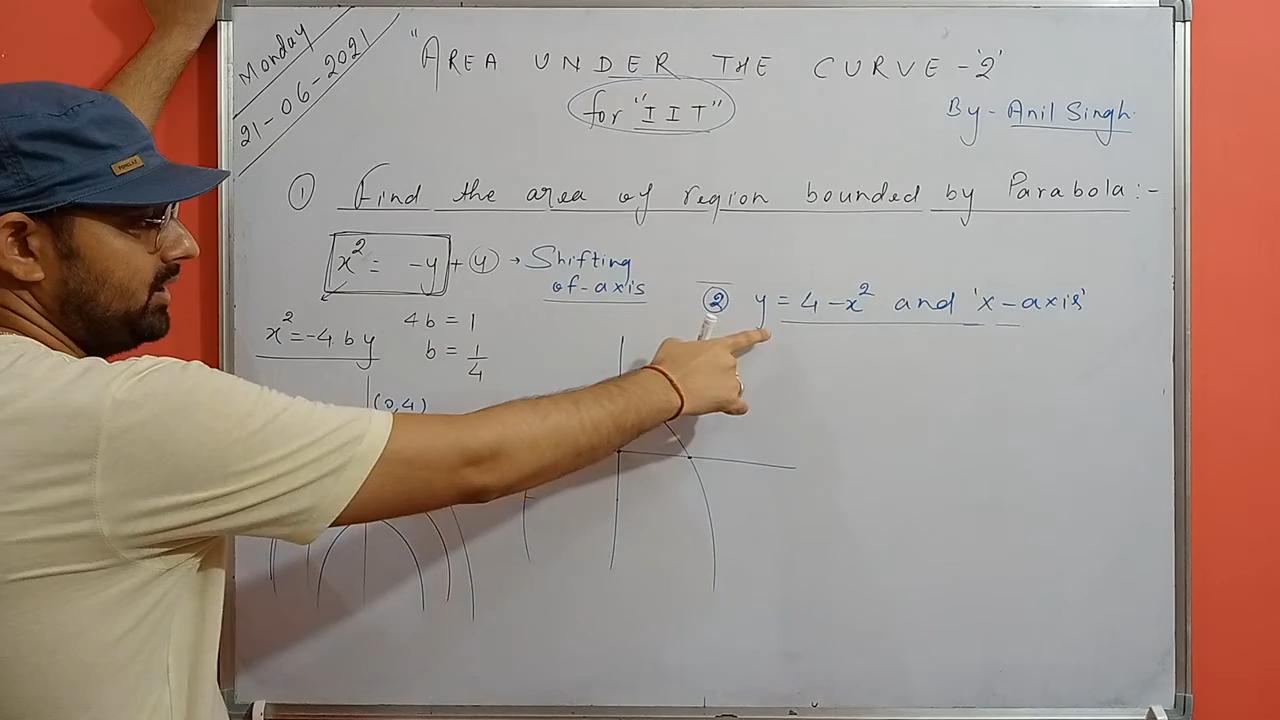 Monday
21-06-2021
"AREA UNDER THE CURVE-'2'
for "IIT"
By- Anil Singh
① Find the area of region bounded by Parabola:-
x² = -y + 4 → Shifting
of-axis
② y = 4-x² and 'x-axis'
x² = -4by
4b = 1
b = 1/4
(0,4)